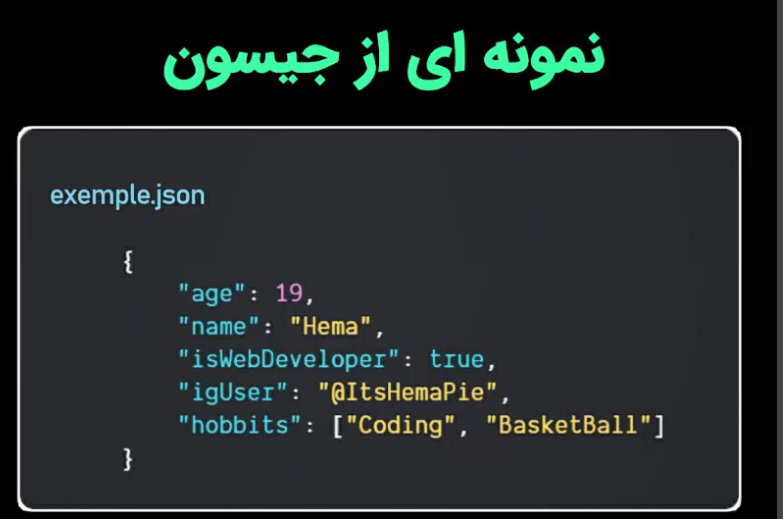 نمونه ای از جیسون
exemple.json
{
"age": 19,
"name": "Hema",
"isWebDeveloper": true,
"igUser": "@ItsHemaPie",
"hobbits": ["Coding", "BasketBall"]
}